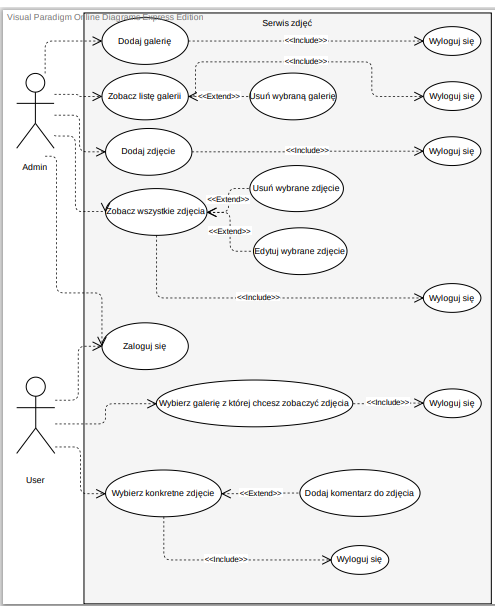 Visual Paradigm Online Diagrams Express Edition
Serwis zdjęć
Dodaj galerię
<<Include>>
Wyloguj się
<<Include>>
Zobacz listę galerii
<<Extend>>
Usuń wybraną galerię
Wyloguj się
Dodaj zdjęcie
<<Include>>
Wyloguj się
Admin
Usuń wybrane zdjęcie
<<Extend>>
Zobacz wszystkie zdjęcia
<<Extend>>
Edytuj wybrane zdjęcie
<<Include>>
Wyloguj się
Zaloguj się
Wybierz galerię z której chcesz zobaczyć zdjęcia
<<Include>>
Wyloguj się
User
Wybierz konkretne zdjęcie
<<Extend>>
Dodaj komentarz do zdjęcia
<<Include>>
Wyloguj się